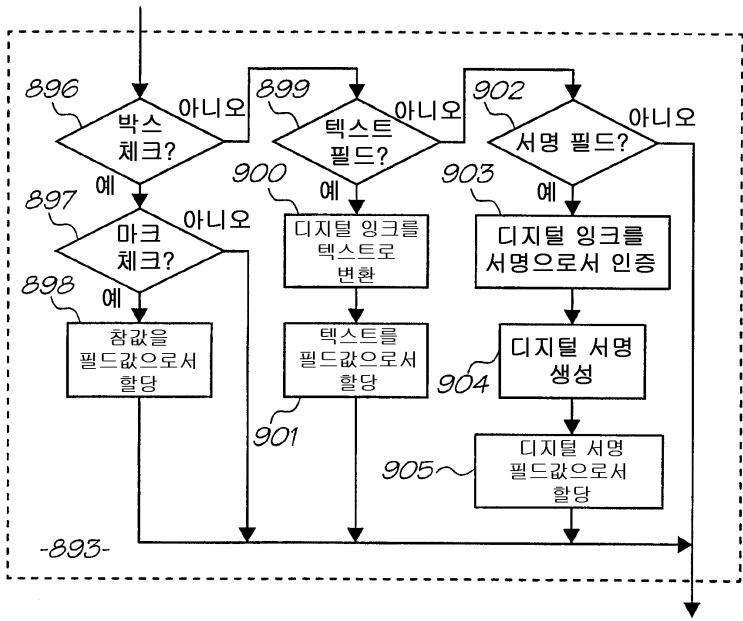 896
박스
체크?
아니오
예
897
마크
체크?
아니오
예
898
참값을
필드값으로서
할당
899
텍스트
필드?
아니오
예
900
디지털 잉크를
텍스트로
변환
텍스트를
필드값으로서
할당
901
902
서명 필드?
아니오
예
903
디지털 잉크를
서명으로서 인증
디지털 서명
생성
904
디지털 서명
필드값으로서
할당
905
-893-